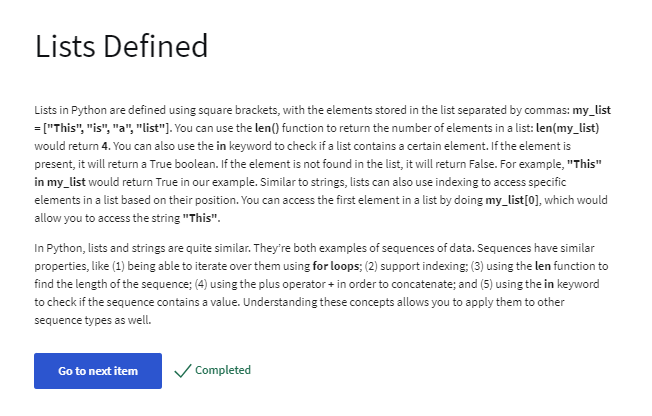 Lists Defined
Lists in Python are defined using square brackets, with the elements stored in the list separated by commas: my_list
= ["This", "is", "a", "list"]. You can use the len() function to return the number of elements in a list: len(my_list)
would return 4. You can also use the in keyword to check if a list contains a certain element. If the element is
present, it will return a True boolean. If the element is not found in the list, it will return False. For example, "This"
in my_list would return True in our example. Similar to strings, lists can also use indexing to access specific
elements in a list based on their position. You can access the first element in a list by doing my_list[0], which would
allow you to access the string "This".
In Python, lists and strings are quite similar. They're both examples of sequences of data. Sequences have similar
properties, like (1) being able to iterate over them using for loops; (2) support indexing; (3) using the len function to
find the length of the sequence; (4) using the plus operator + in order to concatenate; and (5) using the in keyword
to check if the sequence contains a value. Understanding these concepts allows you to apply them to other
sequence types as well.
Go to next item
Completed